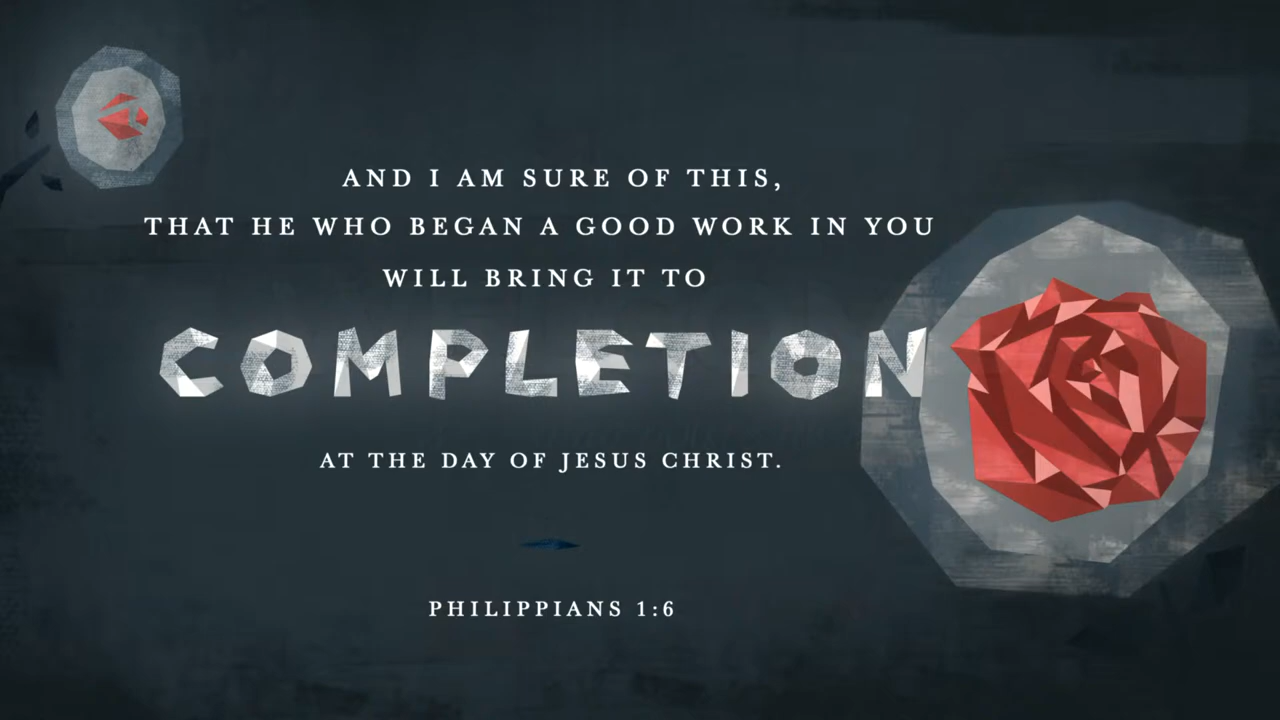 AND I AM SURE OF THIS,
THAT HE WHO BEGAN A GOOD WORK IN YOU
WILL BRING IT TO
COMPLETION
AT THE DAY OF JESUS CHRIST.
PHILIPPIANS 1:6